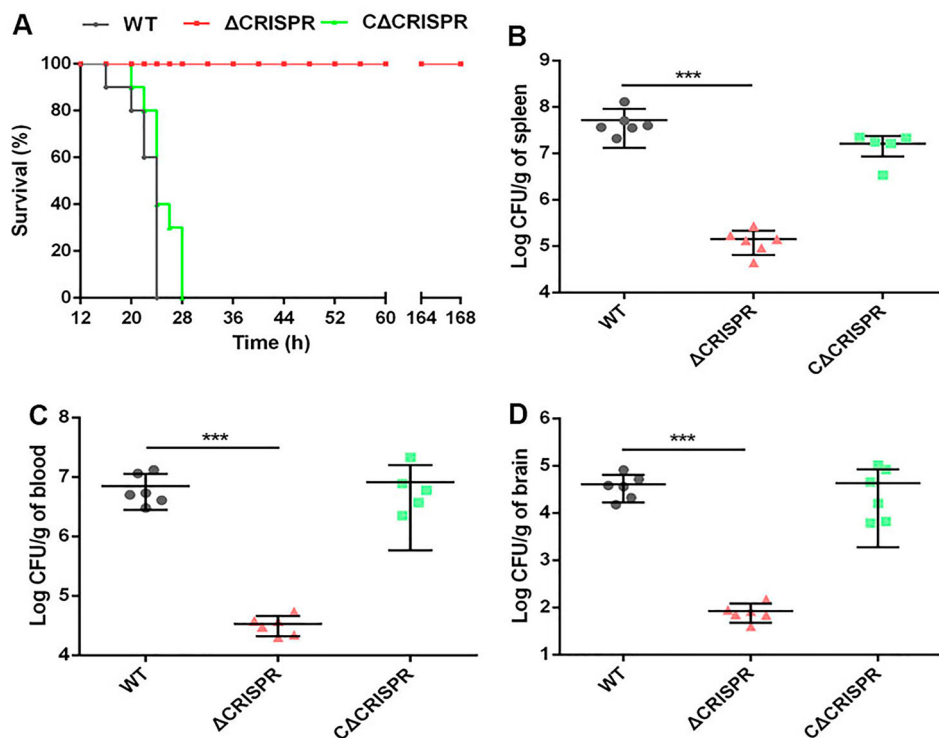 A
WT ΔCRISPR CΔCRISPR
Survival (%)
100
80
60
40
20
0
12 20 28 36 44 52 60 164 168
Time (h)
B
Log CFU/g of spleen
9
8
7
6
5
4
***
WT ΔCRISPR CΔCRISPR
C
Log CFU/g of blood
8
7
6
5
4
***
WT ΔCRISPR CΔCRISPR
D
Log CFU/g of brain
6
5
4
3
2
1
***
WT ΔCRISPR CΔCRISPR